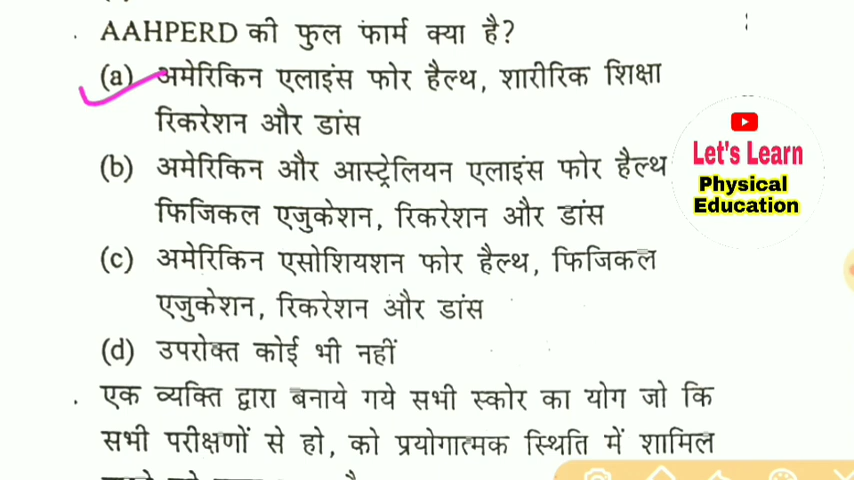 . AAHPERD की फुल फार्म क्या है?
(a) अमेरिकिन एलाइंस फोर हैल्थ, शारीरिक शिक्षा
रिकरेशन और डांस
(b) अमेरिकिन और आस्ट्रेलियन एलाइंस फोर हैल्थ
फिजिकल एजुकेशन, रिकरेशन और डांस
(c) अमेरिकिन एसोशियशन फोर हैल्थ, फिजिकल
एजुकेशन, रिकरेशन और डांस
(d) उपरोक्त कोई भी नहीं
. एक व्यक्ति द्वारा बनाये गये सभी स्कोर का योग जो कि
सभी परीक्षणों से हो, को प्रयोगात्मक स्थिति में शामिल
Let's Learn
Physical
Education